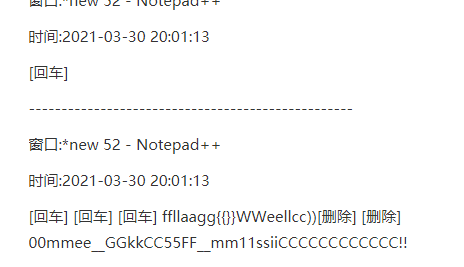 窗口:*new 52 - Notepad++
时间:2021-03-30 20:01:13
[回车]
--------------------------------------------------
窗口:*new 52 - Notepad++
时间:2021-03-30 20:01:13
[回车] [回车] [回车] ffllaagg{{}}WWeellcc))[删除] [删除]
00mmee__GGkkCC55FF__mm11ssiiCCCCCCCCCCCC!!